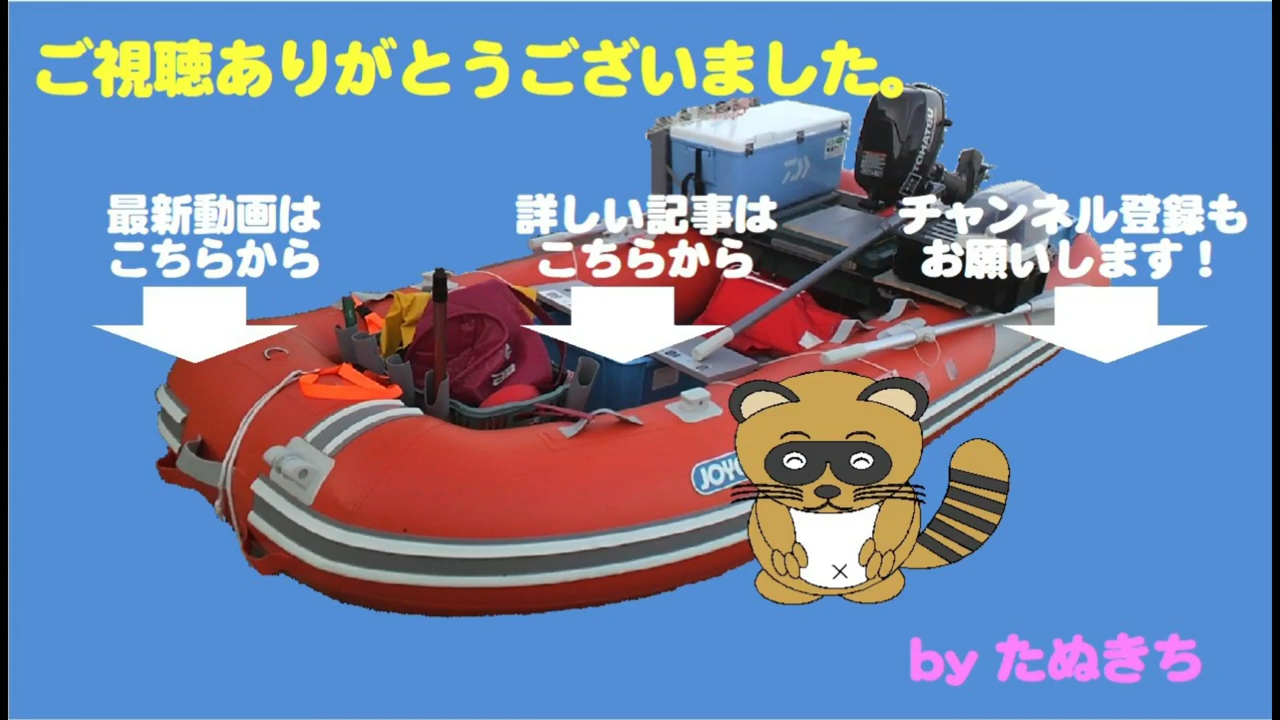 ご視聴ありがとうございました。
最新動画は
こちらから
詳しい記事は
こちらから
チャンネル登録も
お願いします!
TOHATSU
by たぬきち